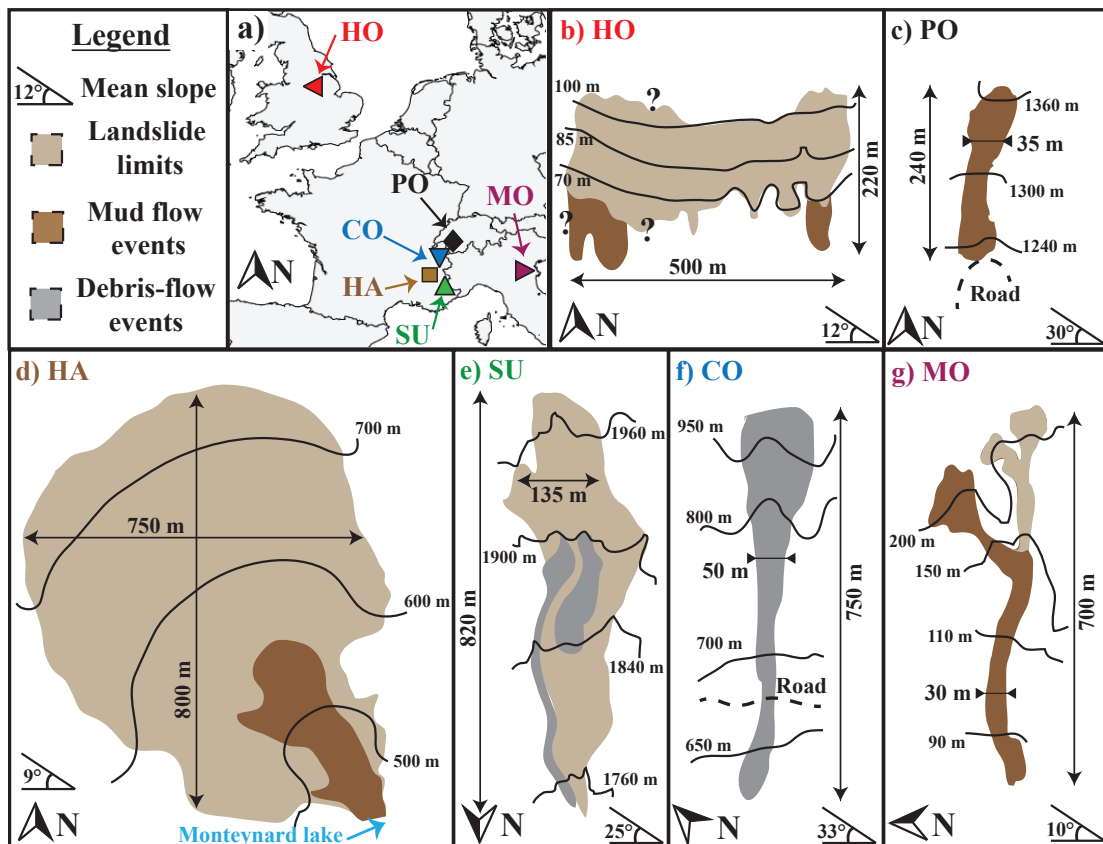 Legend
12° Mean slope
Landslide
limits
Mud flow
events
Debris-flow
events
a)
HO
PO
MO
CO
HA
SU
N
b) HO
100 m
?
85 m
70 m
?
?
220 m
500 m
N
12°
c) PO
1360 m
240 m
35 m
1300 m
1240 m
Road
N
30°
d) HA
700 m
750 m
600 m
800 m
500 m
9°
N
Monteynard lake
e) SU
1960 m
135 m
1900 m
820 m
1840 m
1760 m
N
25°
f) CO
950 m
800 m
50 m
750 m
700 m
Road
650 m
N
33°
g) MO
200 m
150 m
700 m
110 m
30 m
90 m
N
10°